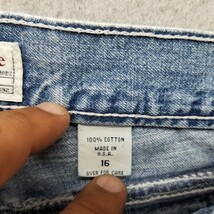 100% COTTON
MADE IN
U.S.A.
16
OVER FOR CARE